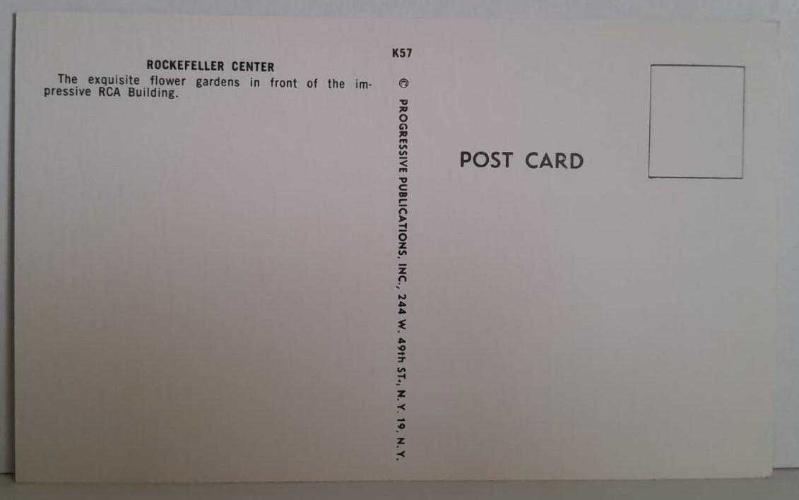 ROCKEFELLER CENTER
The exquisite flower gardens in front of the im-
pressive RCA Building.
K57
© PROGRESSIVE PUBLICATIONS, INC., 244 W. 49th ST., N. Y. 19, N. Y.
POST CARD